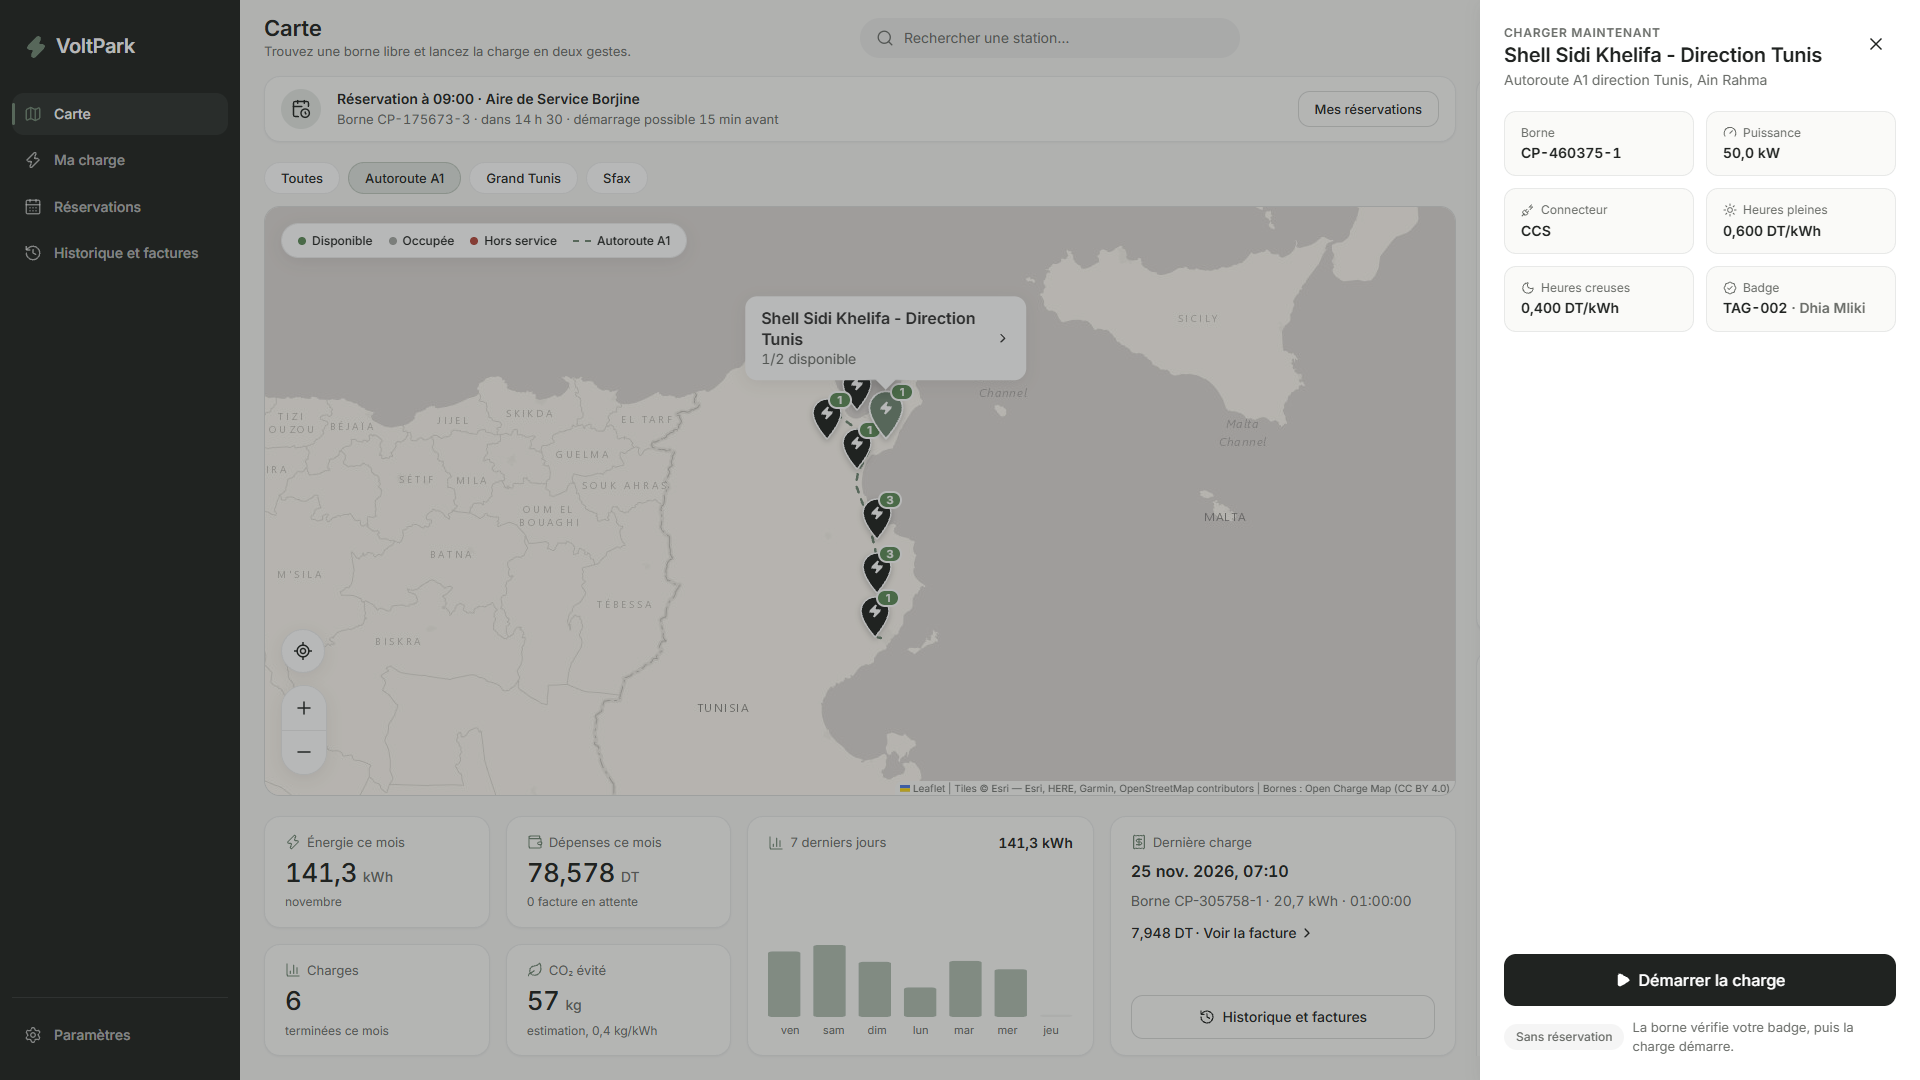 VoltPark
Carte
Ma charge
Réservations
Historique et factures
Paramètres
Carte
Trouvez une borne libre et lancez la charge en deux gestes.
Rechercher une station...
Réservation à 09:00 · Aire de Service Borjine
Borne CP-175673-3 · dans 14 h 30 · démarrage possible 15 min avant
Mes réservations
Toutes
Autoroute A1
Grand Tunis
Sfax
Disponible
Occupée
Hors service
Autoroute A1
Shell Sidi Khelifa - Direction
Tunis
1/2 disponible
SICILY
Channel
Malta
Channel
MALTA
TIZI
OUZOU
BEJAIA
JIJEL
SKIKDA
EL TARF
GUELMA
IRA
SÉTIF
MILA
SOUK AHRAS
OUM EL
BOUAGHI
BATNA
M'SILA
TÉBESSA
BISKRA
TUNISIA
1
1
1
3
3
1
Leaflet | Tiles © Esri — Esri, HERE, Garmin, OpenStreetMap contributors | Bornes : Open Charge Map (CC BY 4.0)
Énergie ce mois
141,3 kWh
novembre
Dépenses ce mois
78,578 DT
0 facture en attente
Charges
6
terminées ce mois
CO₂ évité
57 kg
estimation, 0,4 kg/kWh
7 derniers jours
141,3 kWh
ven sam dim lun mar mer jeu
Dernière charge
25 nov. 2026, 07:10
Borne CP-305758-1 · 20,7 kWh · 01:00:00
7,948 DT · Voir la facture
Historique et factures
CHARGER MAINTENANT
Shell Sidi Khelifa - Direction Tunis
Autoroute A1 direction Tunis, Ain Rahma
Borne
CP-460375-1
Puissance
50,0 kW
Connecteur
CCS
Heures pleines
0,600 DT/kWh
Heures creuses
0,400 DT/kWh
Badge
TAG-002 · Dhia Mliki
Démarrer la charge
Sans réservation
La borne vérifie votre badge, puis la
charge démarre.